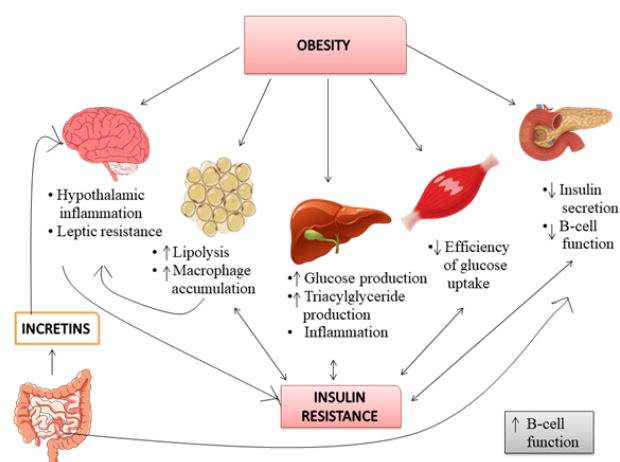 OBESITY
• Hypothalamic
inflammation
• Leptic resistance
• ↑ Lipolysis
• ↑ Macrophage
accumulation
• ↑ Glucose production
• ↑ Triacylglyceride
production
• Inflammation
• ↓ Efficiency
of glucose
uptake
• ↓ Insulin
secretion
• ↓ B-cell
function
INCRETINS
INSULIN
RESISTANCE
↑ B-cell
function